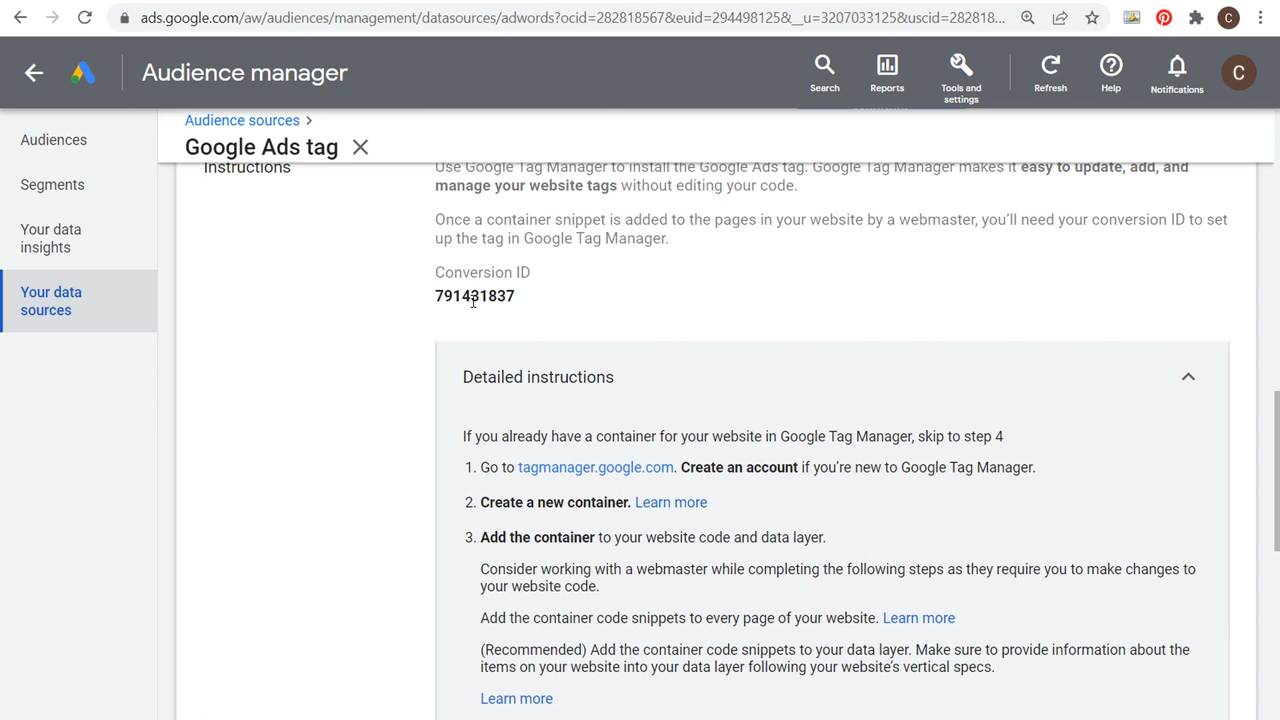 ads.google.com/aw/audiences/management/datasources/adwords?ocid=282818567&euid=294498125&__u=3207033125&uscid=282818...
C
Audience manager
Search
Reports
Tools and
settings
Refresh
Help
Notifications
C
Audiences
Segments
Your data
insights
Your data
sources
Audience sources
Google Ads tag
Instructions
Use Google Tag Manager to install the Google Ads tag. Google Tag Manager makes it easy to update, add, and
manage your website tags without editing your code.
Once a container snippet is added to the pages in your website by a webmaster, you'll need your conversion ID to set
up the tag in Google Tag Manager.
Conversion ID
791431837
Detailed instructions
If you already have a container for your website in Google Tag Manager, skip to step 4
1. Go to tagmanager.google.com. Create an account if you're new to Google Tag Manager.
2. Create a new container. Learn more
3. Add the container to your website code and data layer.
Consider working with a webmaster while completing the following steps as they require you to make changes to
your website code.
Add the container code snippets to every page of your website. Learn more
(Recommended) Add the container code snippets to your data layer. Make sure to provide information about the
items on your website into your data layer following your website's vertical specs.
Learn more